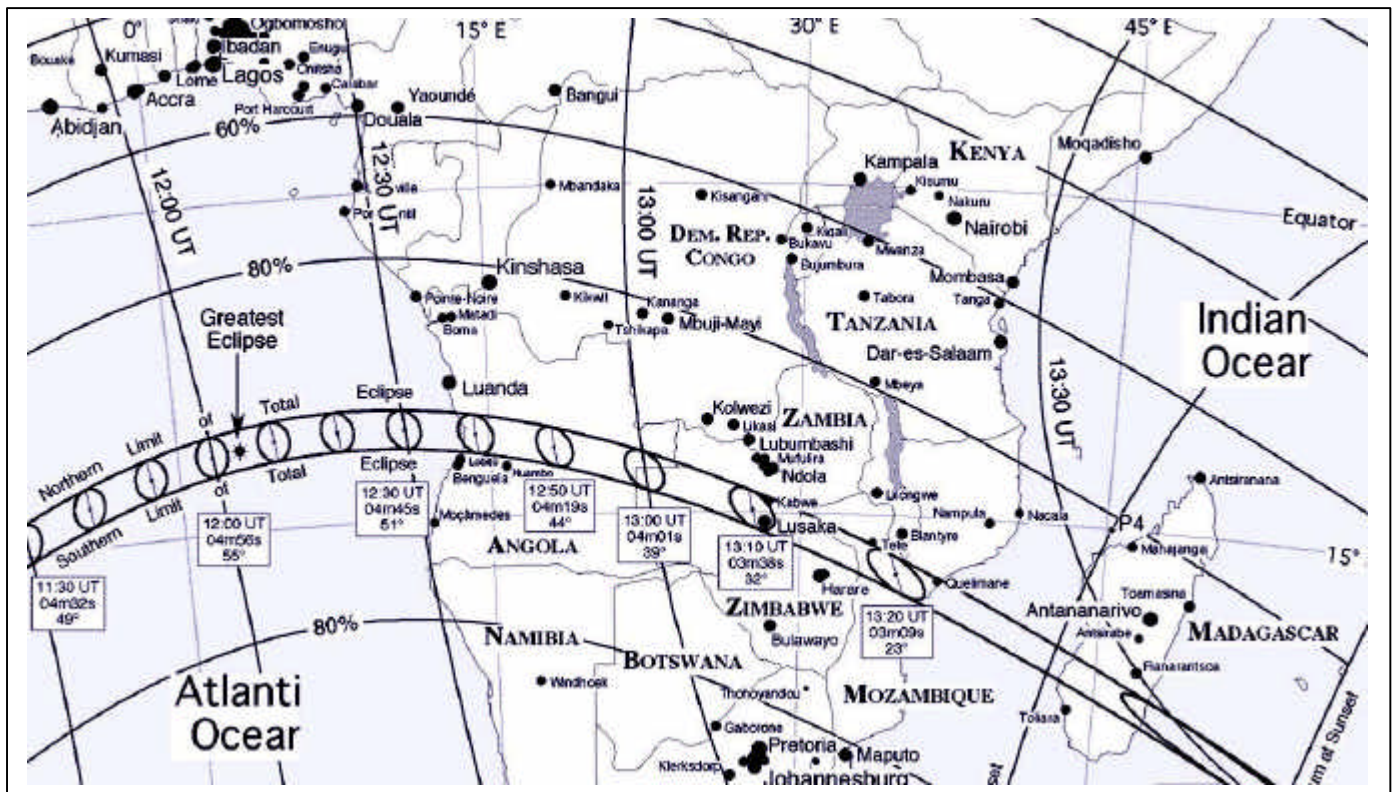 0°
Ogbomosho
15° E
30° E
45° E
Bouake
Kumasi
Ibadan
Enugu
Lome
Lagos
Onitsha
Calabar
Accra
Port Harcourt
Abidjan
Douala
Yaoundé
Bangui
60%
12:00 UT
12:30 UT
13:00 UT
Mbandaka
Kisangani
Kampala
KENYA
Kisumu
Nakuru
Nairobi
Moqadisho
Equator
DEM. REP.
CONGO
Kigali
Bukavu
Mwanza
Bujumbura
80%
Kinshasa
Pointe-Noire
Matadi
Boma
Kikwit
Kananga
Tshikapa
Mbuji-Mayi
Tabora
TANZANIA
Mombasa
Tanga
Dar-es-Salaam
Mbeya
Indian
Ocear
13:30 UT
Greatest
Eclipse
Luanda
Northern Limit of Total Eclipse
Southern Limit of Total Eclipse
Kolwezi
Likasi
ZAMBIA
Lubumbashi
Mufulira
Ndola
Kabwe
Lusaka
Lobito
Benguela
Huambo
Moçâmedes
ANGOLA
Lilongwe
Blantyre
Tete
Nampula
Nacala
Quelimane
Antsiranana
P4
Mahajanga
15°
11:30 UT
04m32s
49°
12:00 UT
04m56s
55°
12:30 UT
04m45s
51°
12:50 UT
04m19s
44°
13:00 UT
04m01s
39°
13:10 UT
03m38s
32°
13:20 UT
03m09s
23°
Harare
ZIMBABWE
Bulawayo
Toamasina
Antananarivo
Antsirabe
MADAGASCAR
Fianarantsoa
Toliara
80%
NAMIBIA
Windhoek
BOTSWANA
Thohoyandou
MOZAMBIQUE
Atlanti
Ocear
Gaborone
Pretoria
Klerksdorp
Johannesburg
Maputo
at Sunset